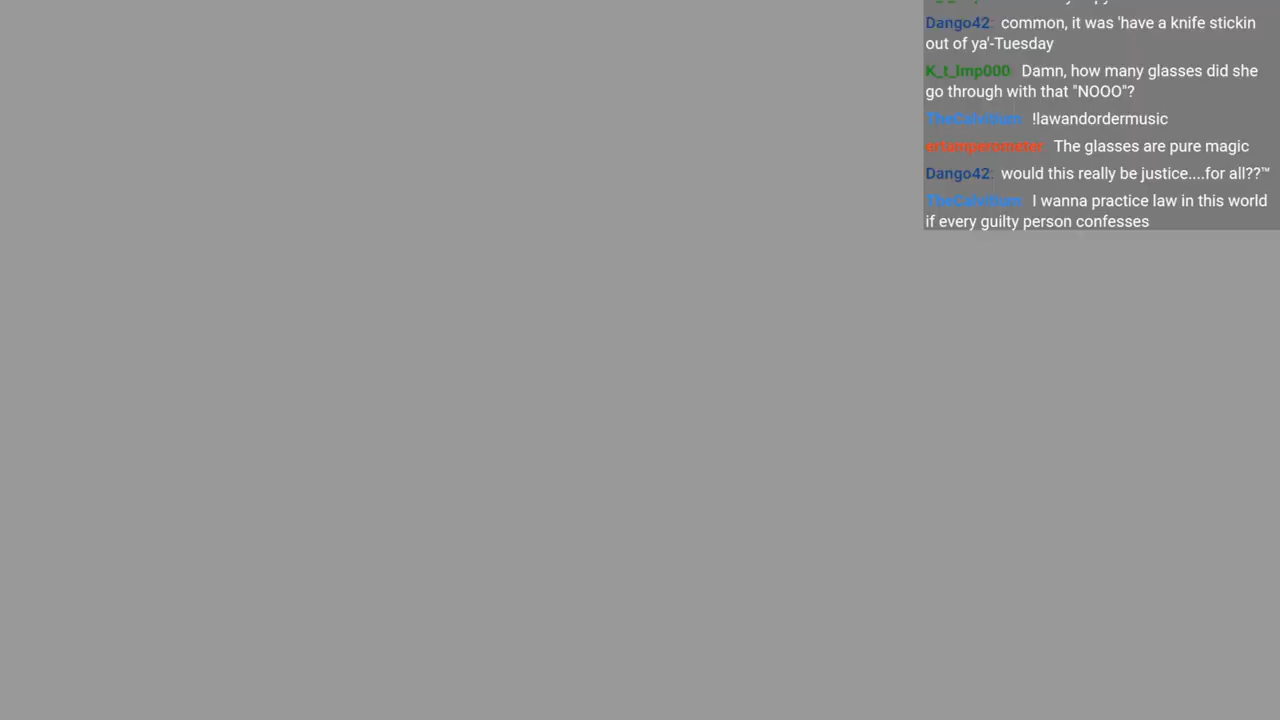 Dango42: common, it was 'have a knife stickin
out of ya'-Tuesday
K_t_Imp000: Damn, how many glasses did she
go through with that "NOOO"?
TheCalvitium: !lawandordermusic
The glasses are pure magic
Dango42: would this really be justice....for all??™
TheCalvitium: I wanna practice law in this world
if every guilty person confesses